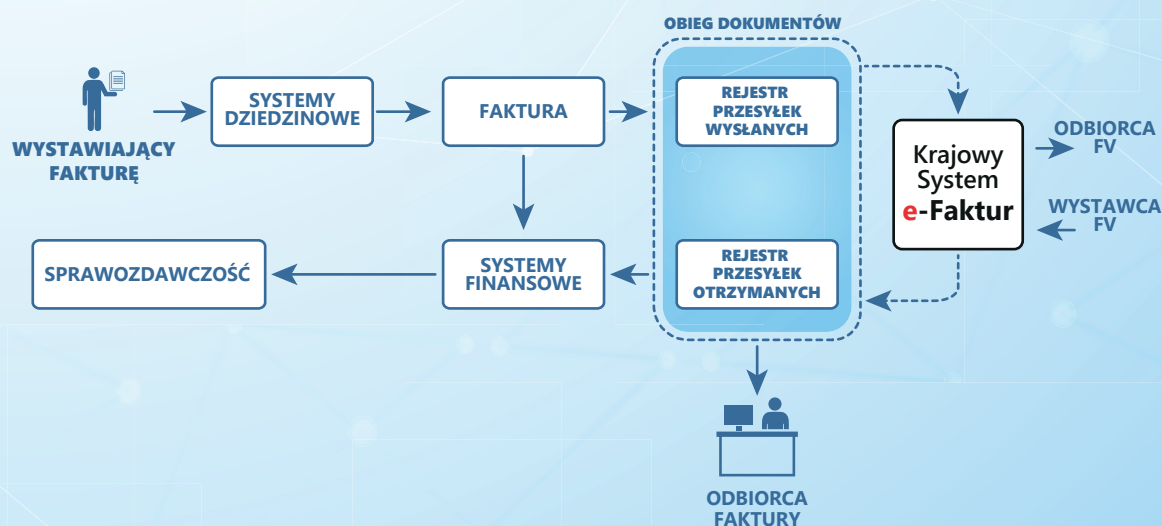 OBIEG DOKUMENTÓW
WYSTAWIAJĄCY
FAKTURĘ
SYSTEMY
DZIEDZINOWE
FAKTURA
REJESTR
PRZESYŁEK
WYSŁANYCH
Krajowy
System
e-Faktur
ODBIORCA
FV
WYSTAWCA
FV
SPRAWOZDAWCZOŚĆ
SYSTEMY
FINANSOWE
REJESTR
PRZESYŁEK
OTRZYMANYCH
ODBIORCA
FAKTURY